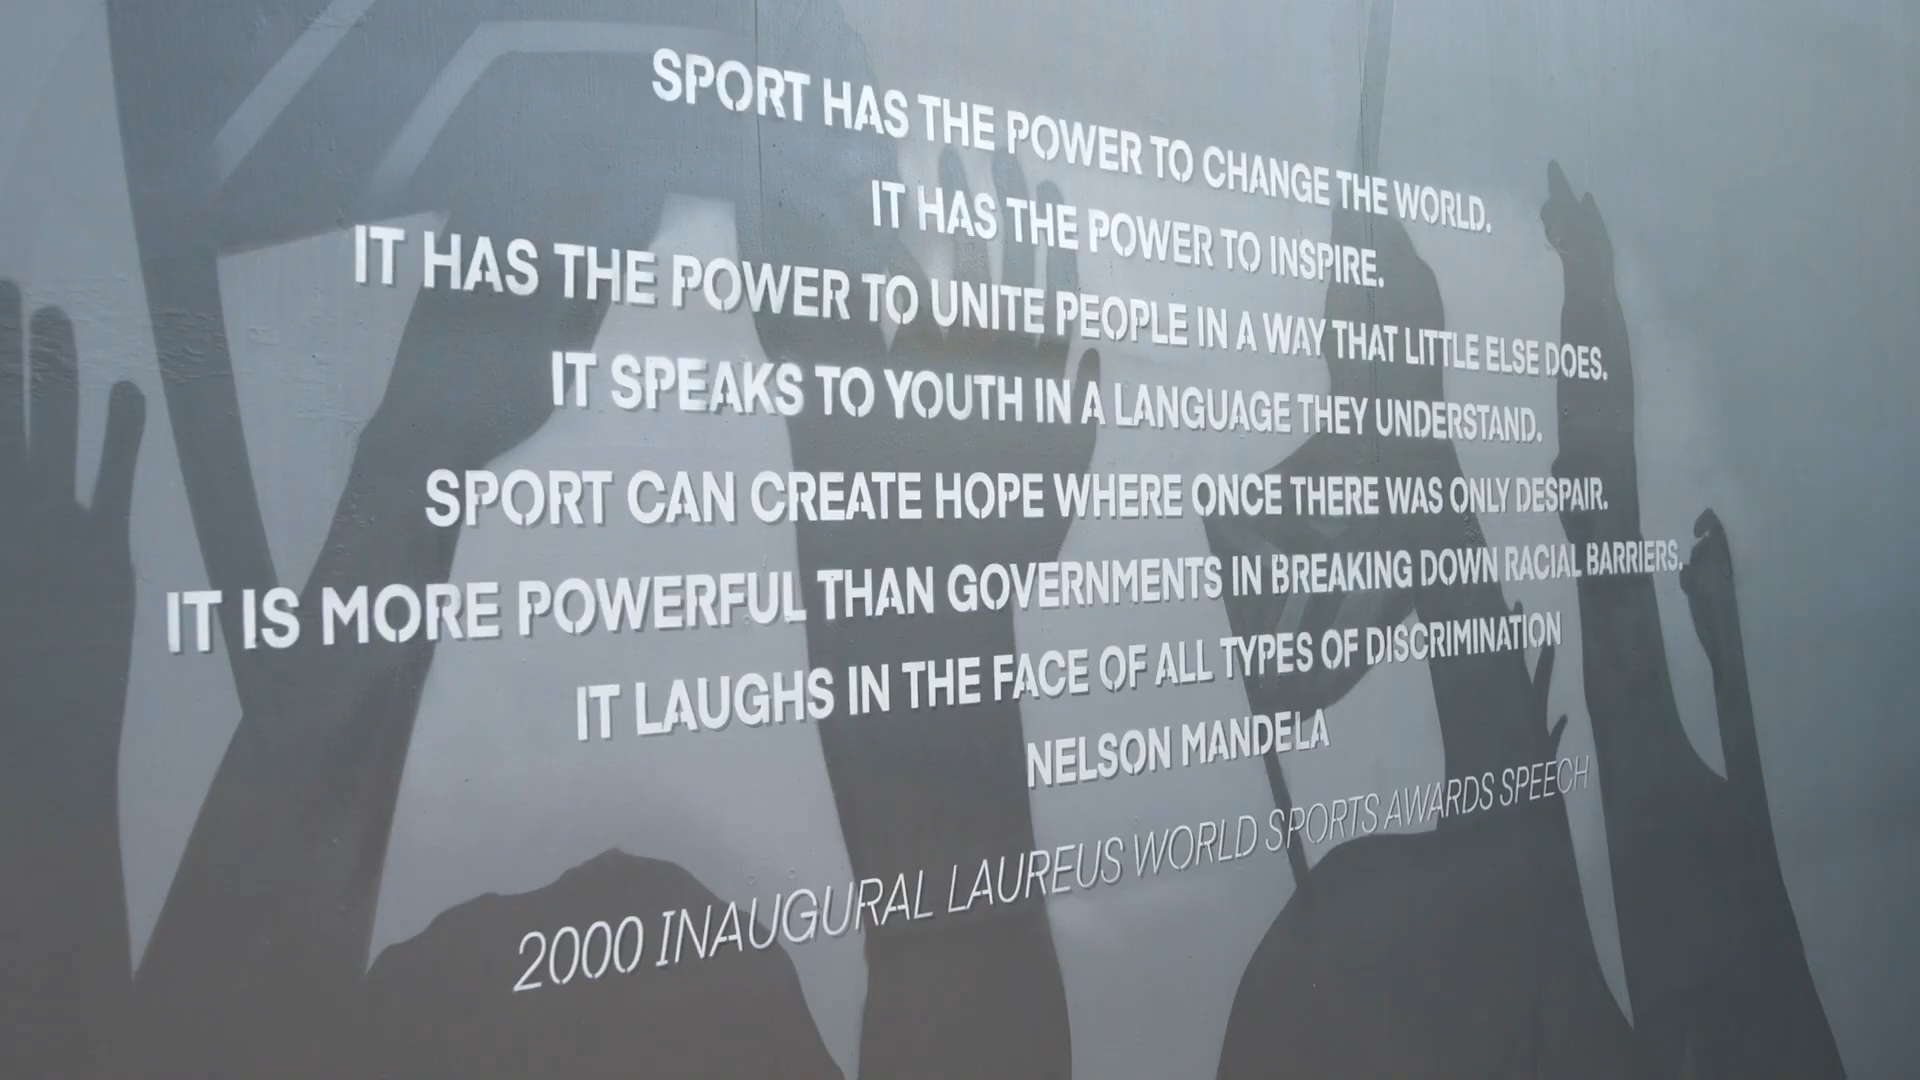 SPORT HAS THE POWER TO CHANGE THE WORLD.
IT HAS THE POWER TO INSPIRE.
IT HAS THE POWER TO UNITE PEOPLE IN A WAY THAT LITTLE ELSE DOES.
IT SPEAKS TO YOUTH IN A LANGUAGE THEY UNDERSTAND.
SPORT CAN CREATE HOPE WHERE ONCE THERE WAS ONLY DESPAIR.
IT IS MORE POWERFUL THAN GOVERNMENTS IN BREAKING DOWN RACIAL BARRIERS.
IT LAUGHS IN THE FACE OF ALL TYPES OF DISCRIMINATION
NELSON MANDELA
2000 INAUGURAL LAUREUS WORLD SPORTS AWARDS SPEECH